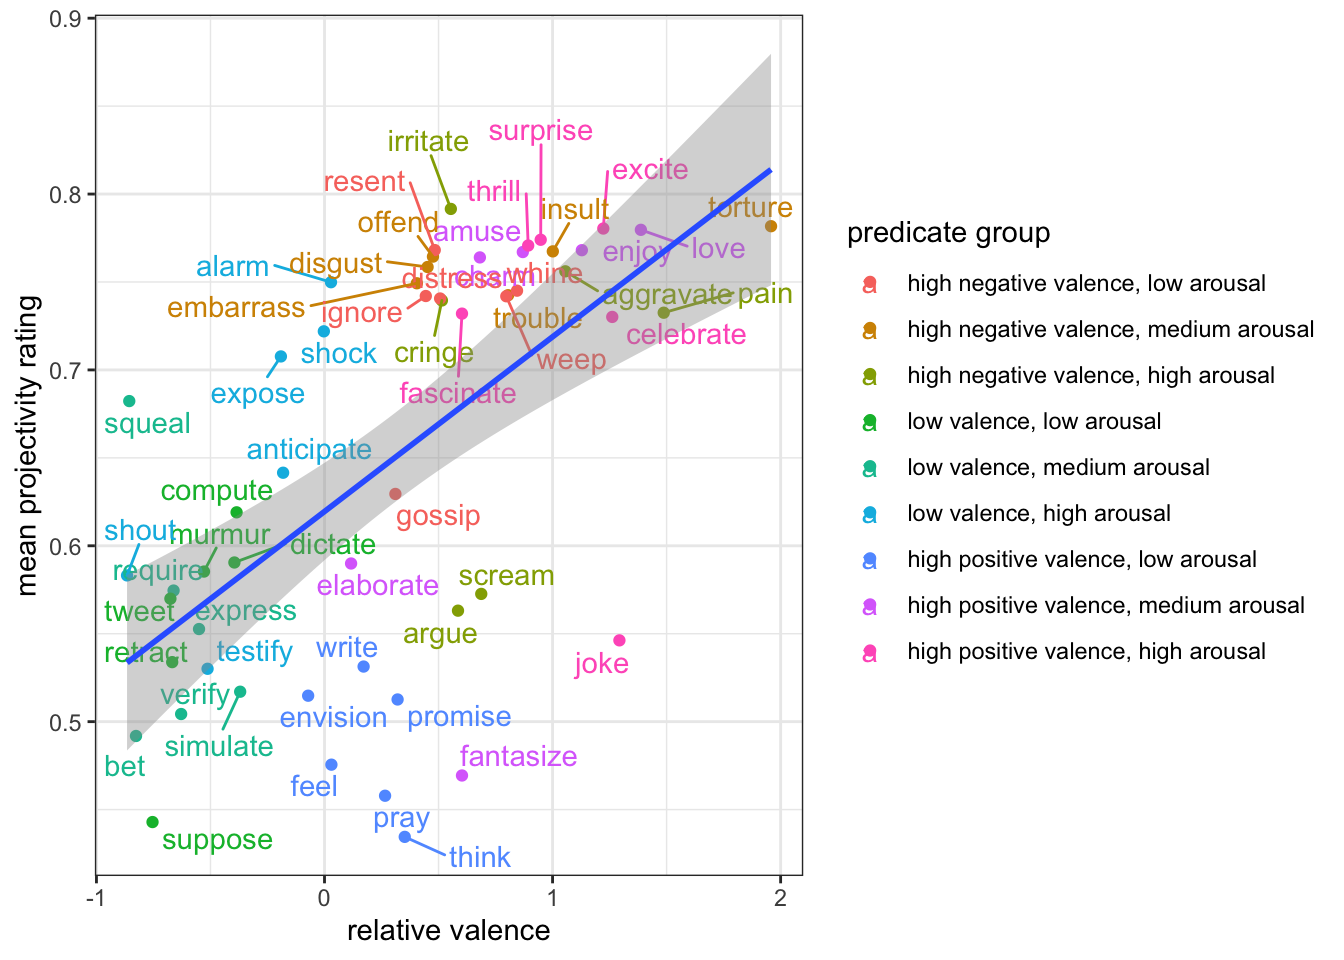 0.9
0.8
0.7
0.6
0.5
-1
0
1
2
mean projectivity rating
relative valence
surprise
irritate
excite
resent
thrill
torture
insult
offend
amuse
enjoy
love
alarm
disgust
distress
charm
whine
aggravate
pain
embarrass
ignore
trouble
celebrate
shock
cringe
weep
expose
fascinate
squeal
anticipate
compute
gossip
shout
murmur
dictate
require
scream
elaborate
tweet
express
argue
write
retract
testify
joke
verify
envision
promise
simulate
fantasize
bet
feel
pray
suppose
think
predicate group
a high negative valence, low arousal
a high negative valence, medium arousal
a high negative valence, high arousal
a low valence, low arousal
a low valence, medium arousal
a low valence, high arousal
a high positive valence, low arousal
a high positive valence, medium arousal
a high positive valence, high arousal